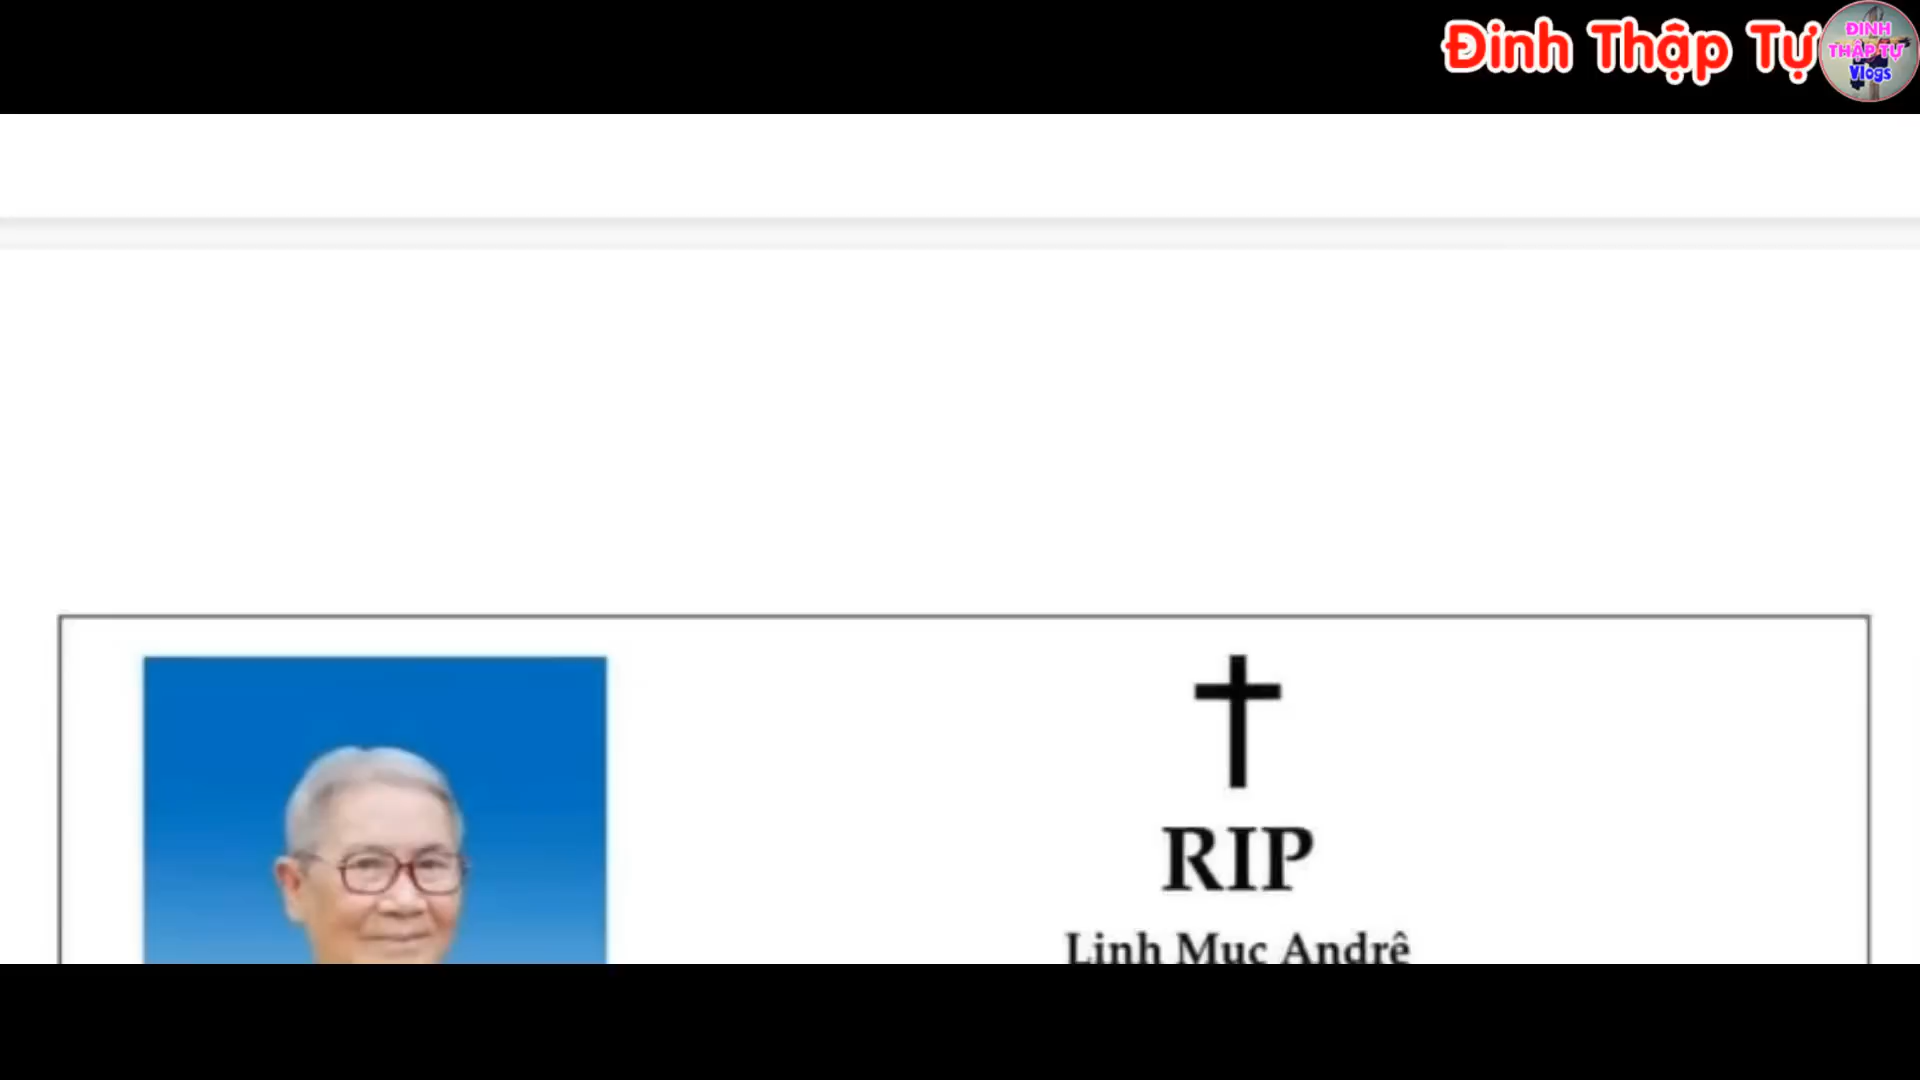 Đinh Thập Tự
ĐINH
THẬP TỰ
Vlogs
RIP
Linh Mục Andrê